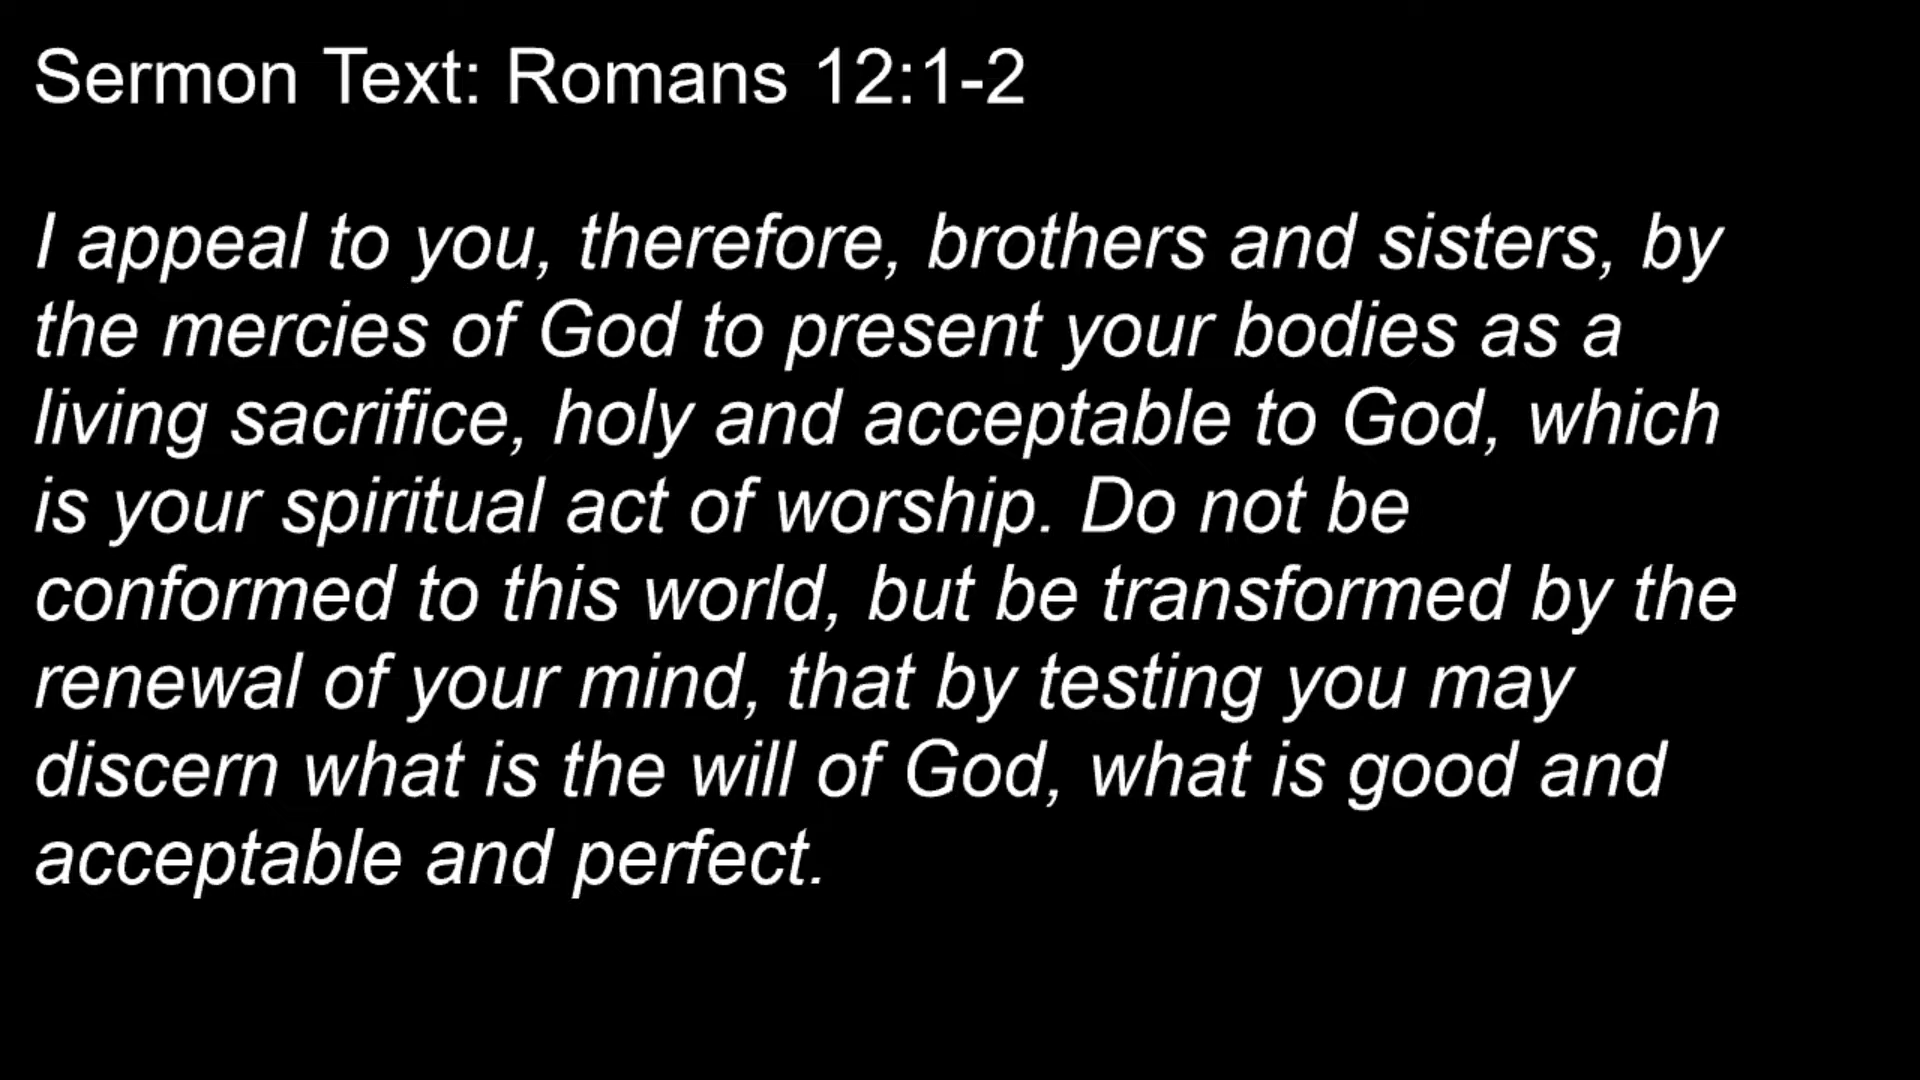 Sermon Text: Romans 12:1-2
I appeal to you, therefore, brothers and sisters, by
the mercies of God to present your bodies as a
living sacrifice, holy and acceptable to God, which
is your spiritual act of worship. Do not be
conformed to this world, but be transformed by the
renewal of your mind, that by testing you may
discern what is the will of God, what is good and
acceptable and perfect.